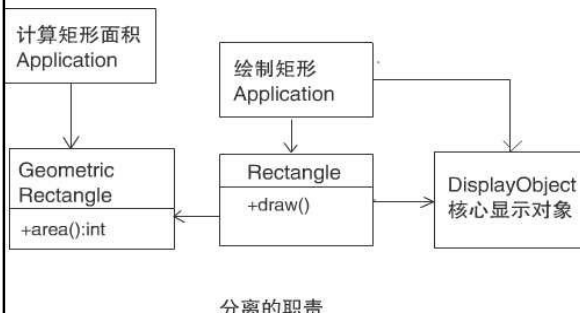 计算矩形面积
Application
绘制矩形
Application
Geometric
Rectangle
+area():int
Rectangle
+draw()
DisplayObject
核心显示对象
分离的职责